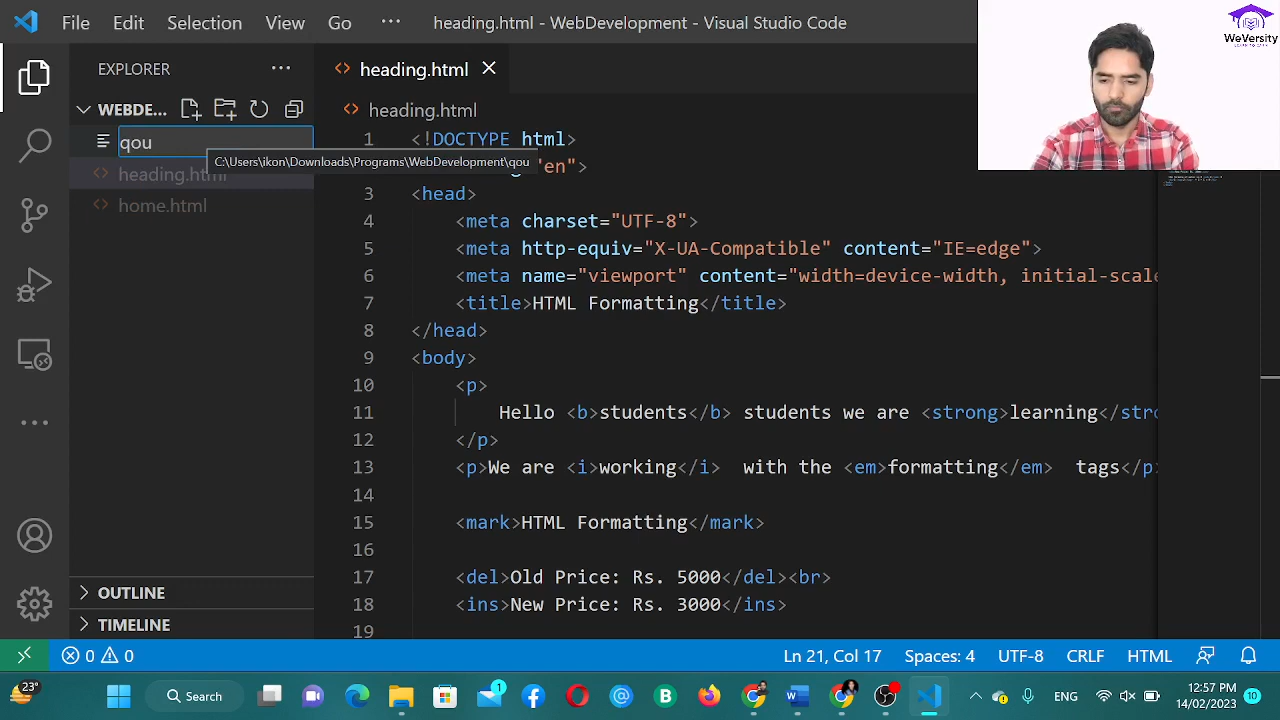 File Edit Selection View Go ··· heading.html - WebDevelopment - Visual Studio Code
WeVersity
LEARN TO EARN
EXPLORER ···
heading.html
WEBDE...
heading.html
qou
C:\Users\ikon\Downloads\Programs\WebDevelopment\qou
heading.html
home.html
1 <!DOCTYPE html>
"en">
3 <head>
4 <meta charset="UTF-8">
5 <meta http-equiv="X-UA-Compatible" content="IE=edge">
6 <meta name="viewport" content="width=device-width, initial-scale
7 <title>HTML Formatting</title>
8 </head>
9 <body>
10 <p>
11 Hello <b>students</b> students we are <strong>learning</stro
12 </p>
13 <p>We are <i>working</i> with the <em>formatting</em> tags</p
14
15 <mark>HTML Formatting</mark>
16
17 <del>Old Price: Rs. 5000</del><br>
18 <ins>New Price: Rs. 3000</ins>
19
OUTLINE
TIMELINE
0 0 Ln 21, Col 17 Spaces: 4 UTF-8 CRLF HTML
23° Search 1 B W ENG 12:57 PM
14/02/2023 10